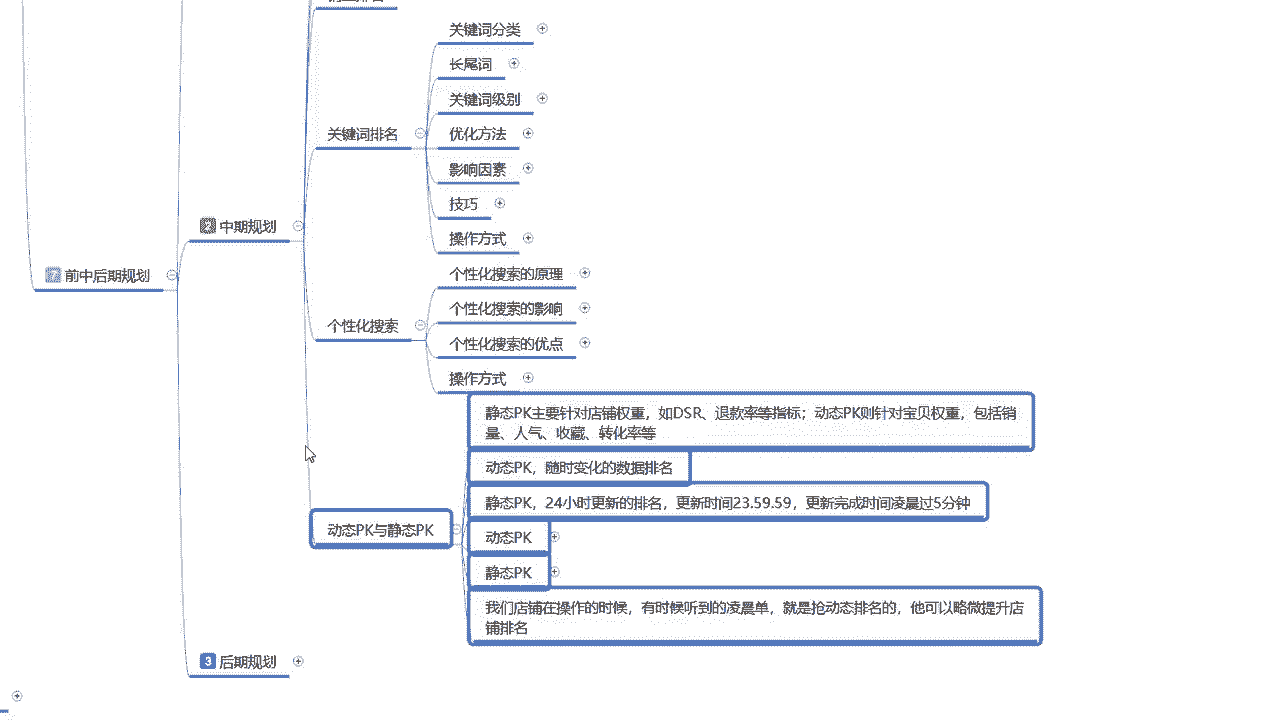 关键词分类
长尾词
关键词级别
关键词排名
优化方法
影响因素
技巧
2 中期规划
操作方式
7 前中后期规划
个性化搜索的原理
个性化搜索的影响
个性化搜索
个性化搜索的优点
操作方式
静态PK主要针对店铺权重，如DSR、退款率等指标；动态PK则针对宝贝权重，包括销
量、人气、收藏、转化率等
动态PK，随时变化的数据排名
静态PK，24小时更新的排名，更新时间23.59.59，更新完成时间凌晨过5分钟
动态PK与静态PK
动态PK
静态PK
我们店铺在操作的时候，有时候听到的凌晨单，就是抢动态排名的，他可以略微提升店
铺排名
3 后期规划